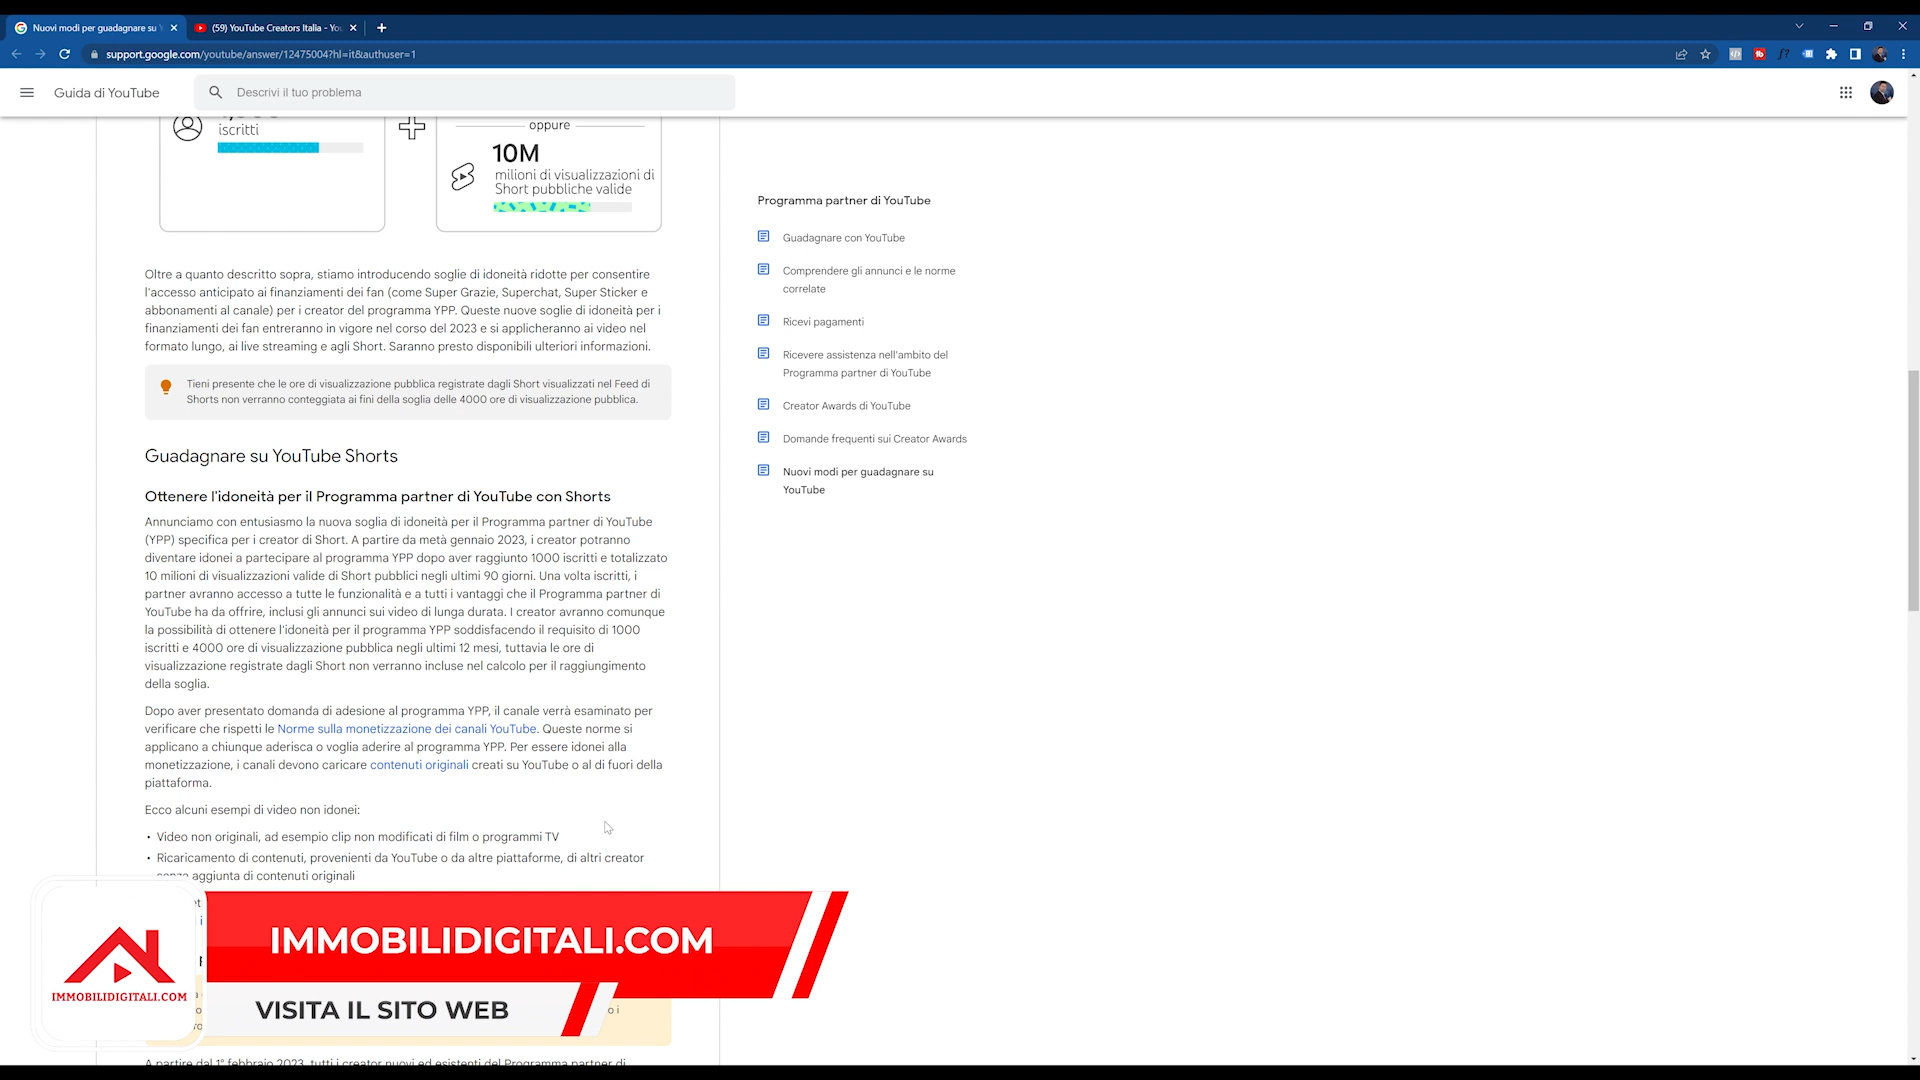 Nuovi modi per guadagnare su Y
(59) YouTube Creators Italia - You
support.google.com/youtube/answer/12475004?hl=it&authuser=1
Guida di YouTube
Descrivi il tuo problema
iscritti
oppure
10M
milioni di visualizzazioni di
Short pubbliche valide
Oltre a quanto descritto sopra, stiamo introducendo soglie di idoneità ridotte per consentire
l'accesso anticipato ai finanziamenti dei fan (come Super Grazie, Superchat, Super Sticker e
abbonamenti al canale) per i creator del programma YPP. Queste nuove soglie di idoneità per i
finanziamenti dei fan entreranno in vigore nel corso del 2023 e si applicheranno ai video nel
formato lungo, ai live streaming e agli Short. Saranno presto disponibili ulteriori informazioni.
Tieni presente che le ore di visualizzazione pubblica registrate dagli Short visualizzati nel Feed di
Shorts non verranno conteggiata ai fini della soglia delle 4000 ore di visualizzazione pubblica.
Guadagnare su YouTube Shorts
Ottenere l'idoneità per il Programma partner di YouTube con Shorts
Annunciamo con entusiasmo la nuova soglia di idoneità per il Programma partner di YouTube
(YPP) specifica per i creator di Short. A partire da metà gennaio 2023, i creator potranno
diventare idonei a partecipare al programma YPP dopo aver raggiunto 1000 iscritti e totalizzato
10 milioni di visualizzazioni valide di Short pubblici negli ultimi 90 giorni. Una volta iscritti, i
partner avranno accesso a tutte le funzionalità e a tutti i vantaggi che il Programma partner di
YouTube ha da offrire, inclusi gli annunci sui video di lunga durata. I creator avranno comunque
la possibilità di ottenere l'idoneità per il programma YPP soddisfacendo il requisito di 1000
iscritti e 4000 ore di visualizzazione pubblica negli ultimi 12 mesi, tuttavia le ore di
visualizzazione registrate dagli Short non verranno incluse nel calcolo per il raggiungimento
della soglia.
Dopo aver presentato domanda di adesione al programma YPP, il canale verrà esaminato per
verificare che rispetti le Norme sulla monetizzazione dei canali YouTube. Queste norme si
applicano a chiunque aderisca o voglia aderire al programma YPP. Per essere idonei alla
monetizzazione, i canali devono caricare contenuti originali creati su YouTube o al di fuori della
piattaforma.
Ecco alcuni esempi di video non idonei:
• Video non originali, ad esempio clip non modificati di film o programmi TV
• Ricaricamento di contenuti, provenienti da YouTube o da altre piattaforme, di altri creator
senza aggiunta di contenuti originali
A partire dal 1° febbraio 2023, tutti i creator nuovi ed esistenti del Programma partner di
Programma partner di YouTube
Guadagnare con YouTube
Comprendere gli annunci e le norme
correlate
Ricevi pagamenti
Ricevere assistenza nell'ambito del
Programma partner di YouTube
Creator Awards di YouTube
Domande frequenti sui Creator Awards
Nuovi modi per guadagnare su
YouTube
IMMOBILIDIGITALI.COM
IMMOBILIDIGITALI.COM
VISITA IL SITO WEB